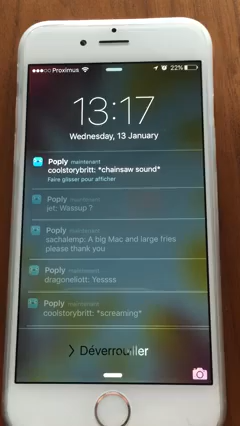 Proximus 22%
13:17
Wednesday, 13 January
Poply maintenant
coolstorybritt: *chainsaw sound*
Faire glisser pour afficher
Poply maintenant
jet: Wassup ?
Poply maintenant
sachalemp: A big Mac and large fries
please thank you
Poply maintenant
dragoneliott: Yessss
Poply maintenant
coolstorybritt: *screaming*
Déverrouiller